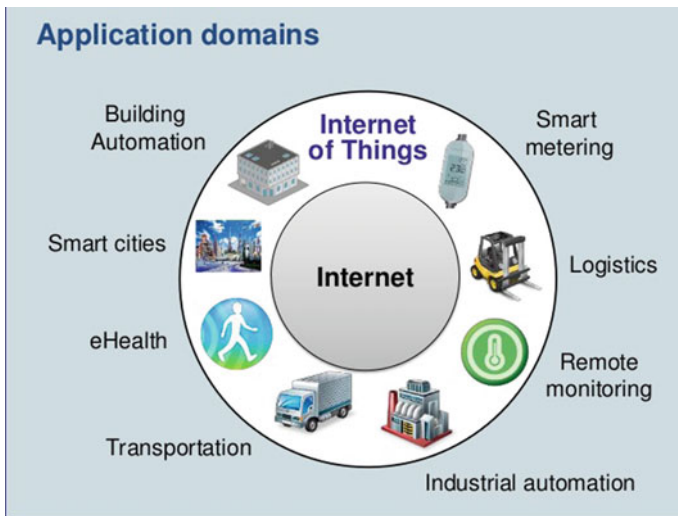 Application domains
Building
Automation
Internet
of Things
Smart
metering
Smart cities
Internet
Logistics
eHealth
Remote
monitoring
Transportation
Industrial automation